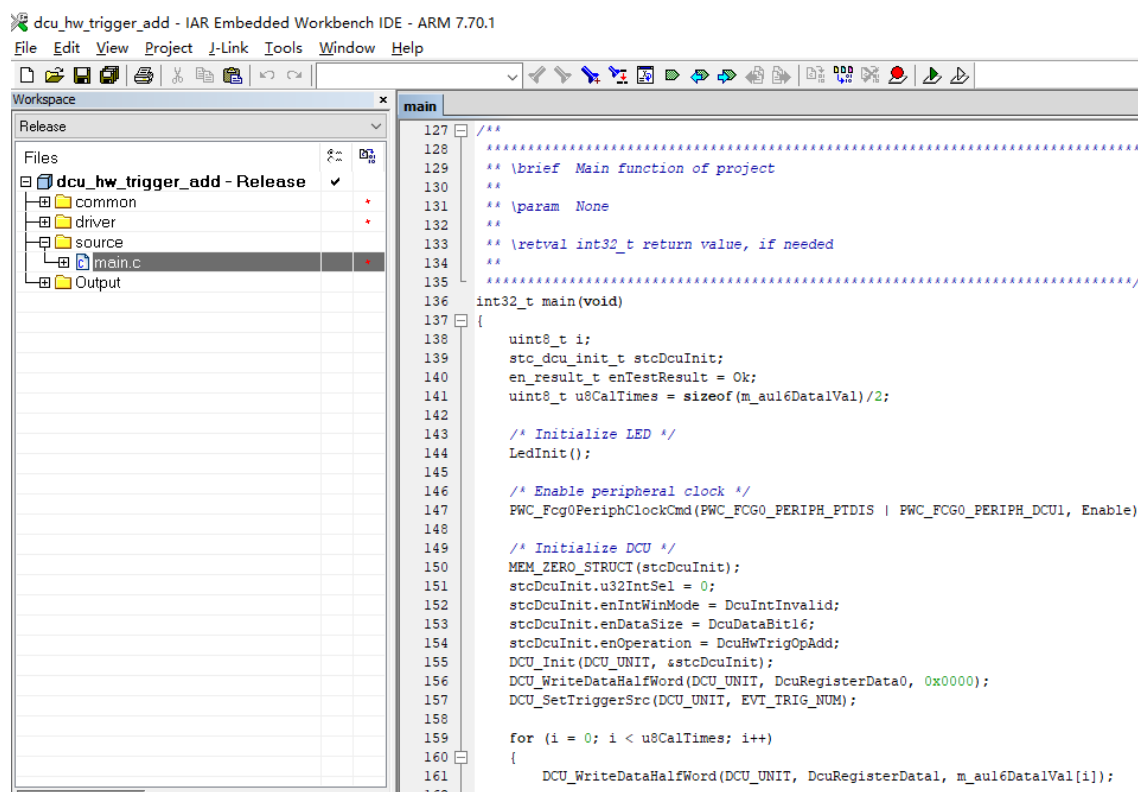 dcu_hw_trigger_add - IAR Embedded Workbench IDE - ARM 7.70.1
File Edit View Project J-Link Tools Window Help
Workspace
Release
Files
dcu_hw_trigger_add - Release
common
driver
source
main.c
Output
main
127 /**
128 *******************************************************************************
129 ** \brief Main function of project
130 **
131 ** \param None
132 **
133 ** \retval int32_t return value, if needed
134 **
135 ******************************************************************************/
136 int32_t main(void)
137 {
138 uint8_t i;
139 stc_dcu_init_t stcDcuInit;
140 en_result_t enTestResult = Ok;
141 uint8_t u8CalTimes = sizeof(m_au16Data1Val)/2;
142
143 /* Initialize LED */
144 LedInit();
145
146 /* Enable peripheral clock */
147 PWC_Fcg0PeriphClockCmd(PWC_FCG0_PERIPH_PTDIS | PWC_FCG0_PERIPH_DCU1, Enable)
148
149 /* Initialize DCU */
150 MEM_ZERO_STRUCT(stcDcuInit);
151 stcDcuInit.u32IntSel = 0;
152 stcDcuInit.enIntWinMode = DcuIntInvalid;
153 stcDcuInit.enDataSize = DcuDataBit16;
154 stcDcuInit.enOperation = DcuHwTrigOpAdd;
155 DCU_Init(DCU_UNIT, &stcDcuInit);
156 DCU_WriteDataHalfWord(DCU_UNIT, DcuRegisterData0, 0x0000);
157 DCU_SetTriggerSrc(DCU_UNIT, EVT_TRIG_NUM);
158
159 for (i = 0; i < u8CalTimes; i++)
160 {
161 DCU_WriteDataHalfWord(DCU_UNIT, DcuRegisterData1, m_au16Data1Val[i]);